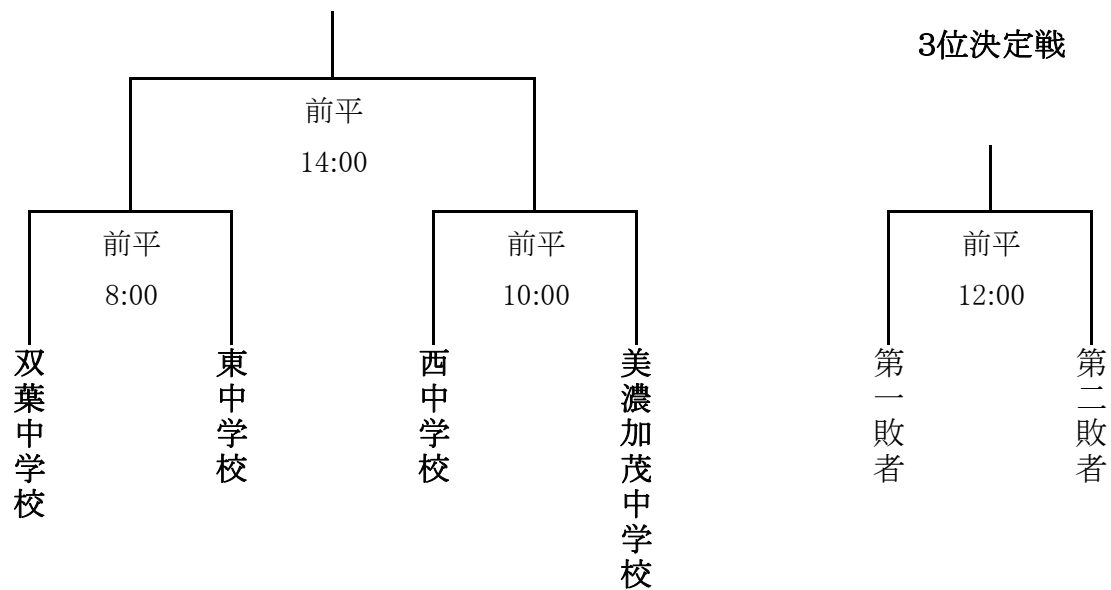 3位決定戦
前平
14:00
前平
8:00
前平
10:00
前平
12:00
双葉中学校
東中学校
西中学校
美濃加茂中学校
第一敗者
第二敗者